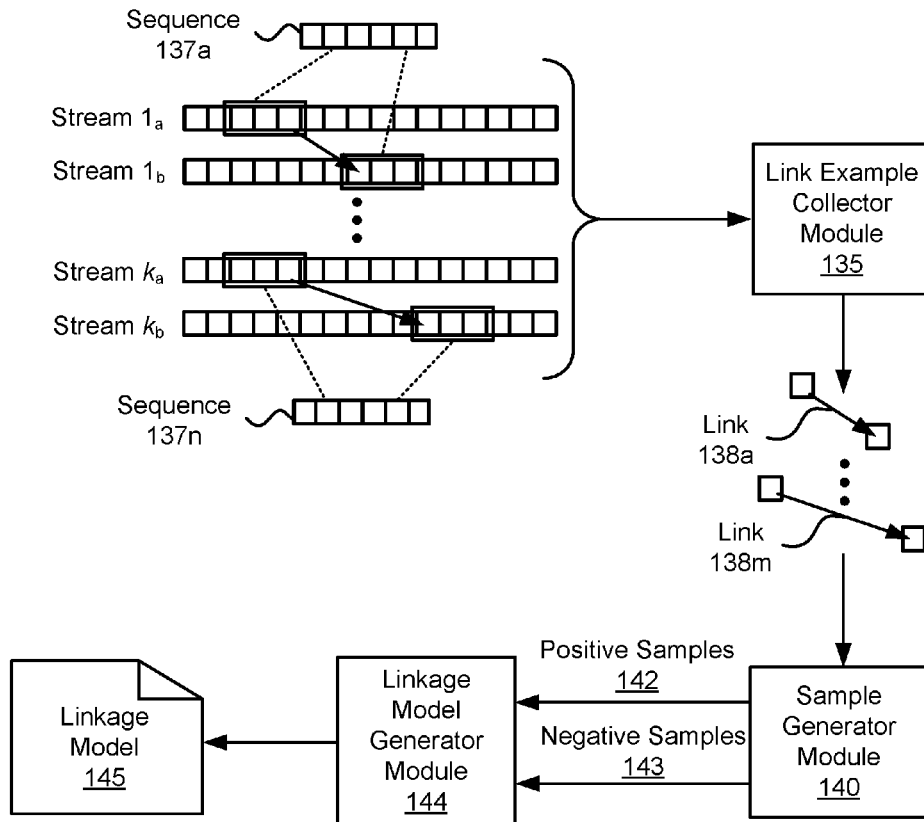 Sequence
137a
Stream 1a
Stream 1b
Stream ka
Stream kb
Sequence
137n
Link Example
Collector
Module
135
Link
138a
Link
138m
Positive Samples
142
Negative Samples
143
Sample
Generator
Module
140
Linkage
Model
Generator
Module
144
Linkage
Model
145